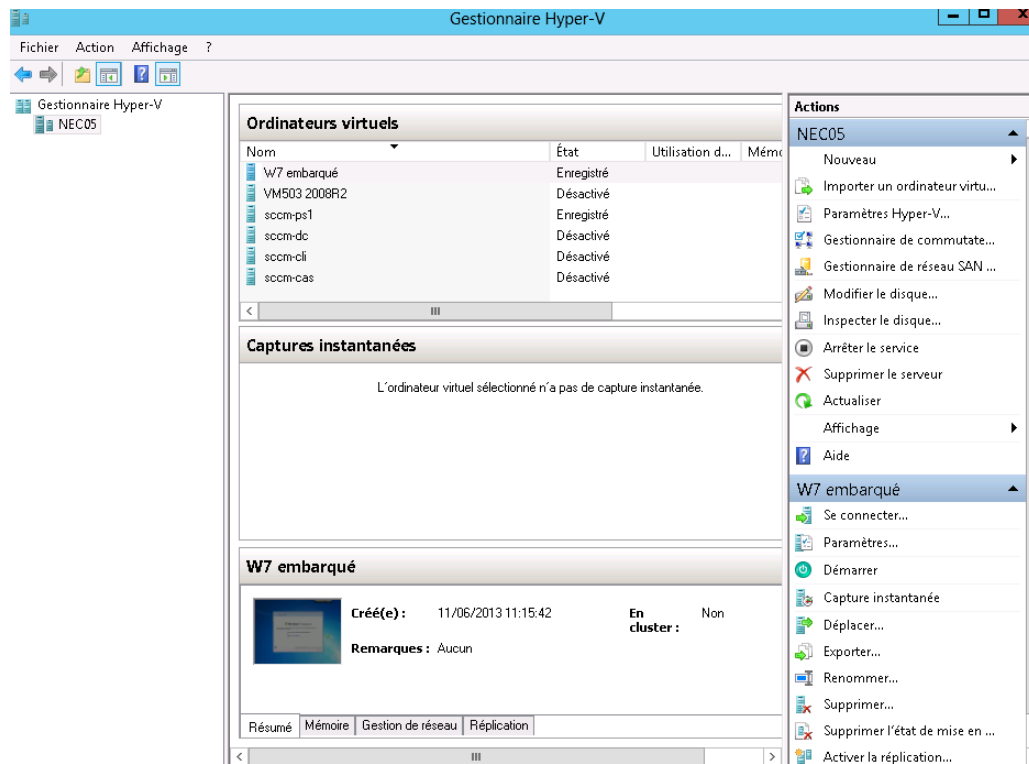 Gestionnaire Hyper-V
Fichier Action Affichage ?
Gestionnaire Hyper-V
NEC05
Ordinateurs virtuels
Nom État Utilisation d... Mémo
W7 embarqué Enregistré
VM503 2008R2 Désactivé
sccm-ps1 Enregistré
sccm-dc Désactivé
sccm-cli Désactivé
sccm-cas Désactivé
Captures instantanées
L´ordinateur virtuel sélectionné n´a pas de capture instantanée.
W7 embarqué
Créé(e) : 11/06/2013 11:15:42 En cluster : Non
Remarques : Aucun
Résumé Mémoire Gestion de réseau Réplication
Actions
NEC05
Nouveau
Importer un ordinateur virtu...
Paramètres Hyper-V...
Gestionnaire de commutate...
Gestionnaire de réseau SAN ...
Modifier le disque...
Inspecter le disque...
Arrêter le service
Supprimer le serveur
Actualiser
Affichage
Aide
W7 embarqué
Se connecter...
Paramètres...
Démarrer
Capture instantanée
Déplacer...
Exporter...
Renommer...
Supprimer...
Supprimer l'état de mise en ...
Activer la réplication...